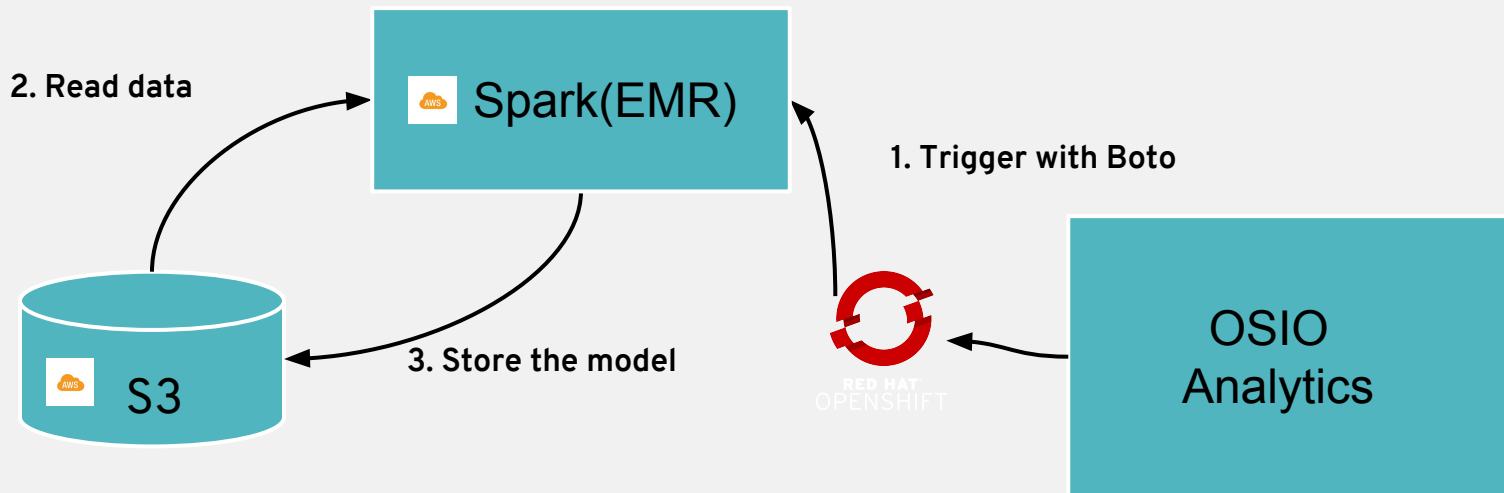 2. Read data
AWS
Spark(EMR)
1. Trigger with Boto
3. Store the model
AWS
S3
RED HAT
OPENSHIFT
OSIO
Analytics